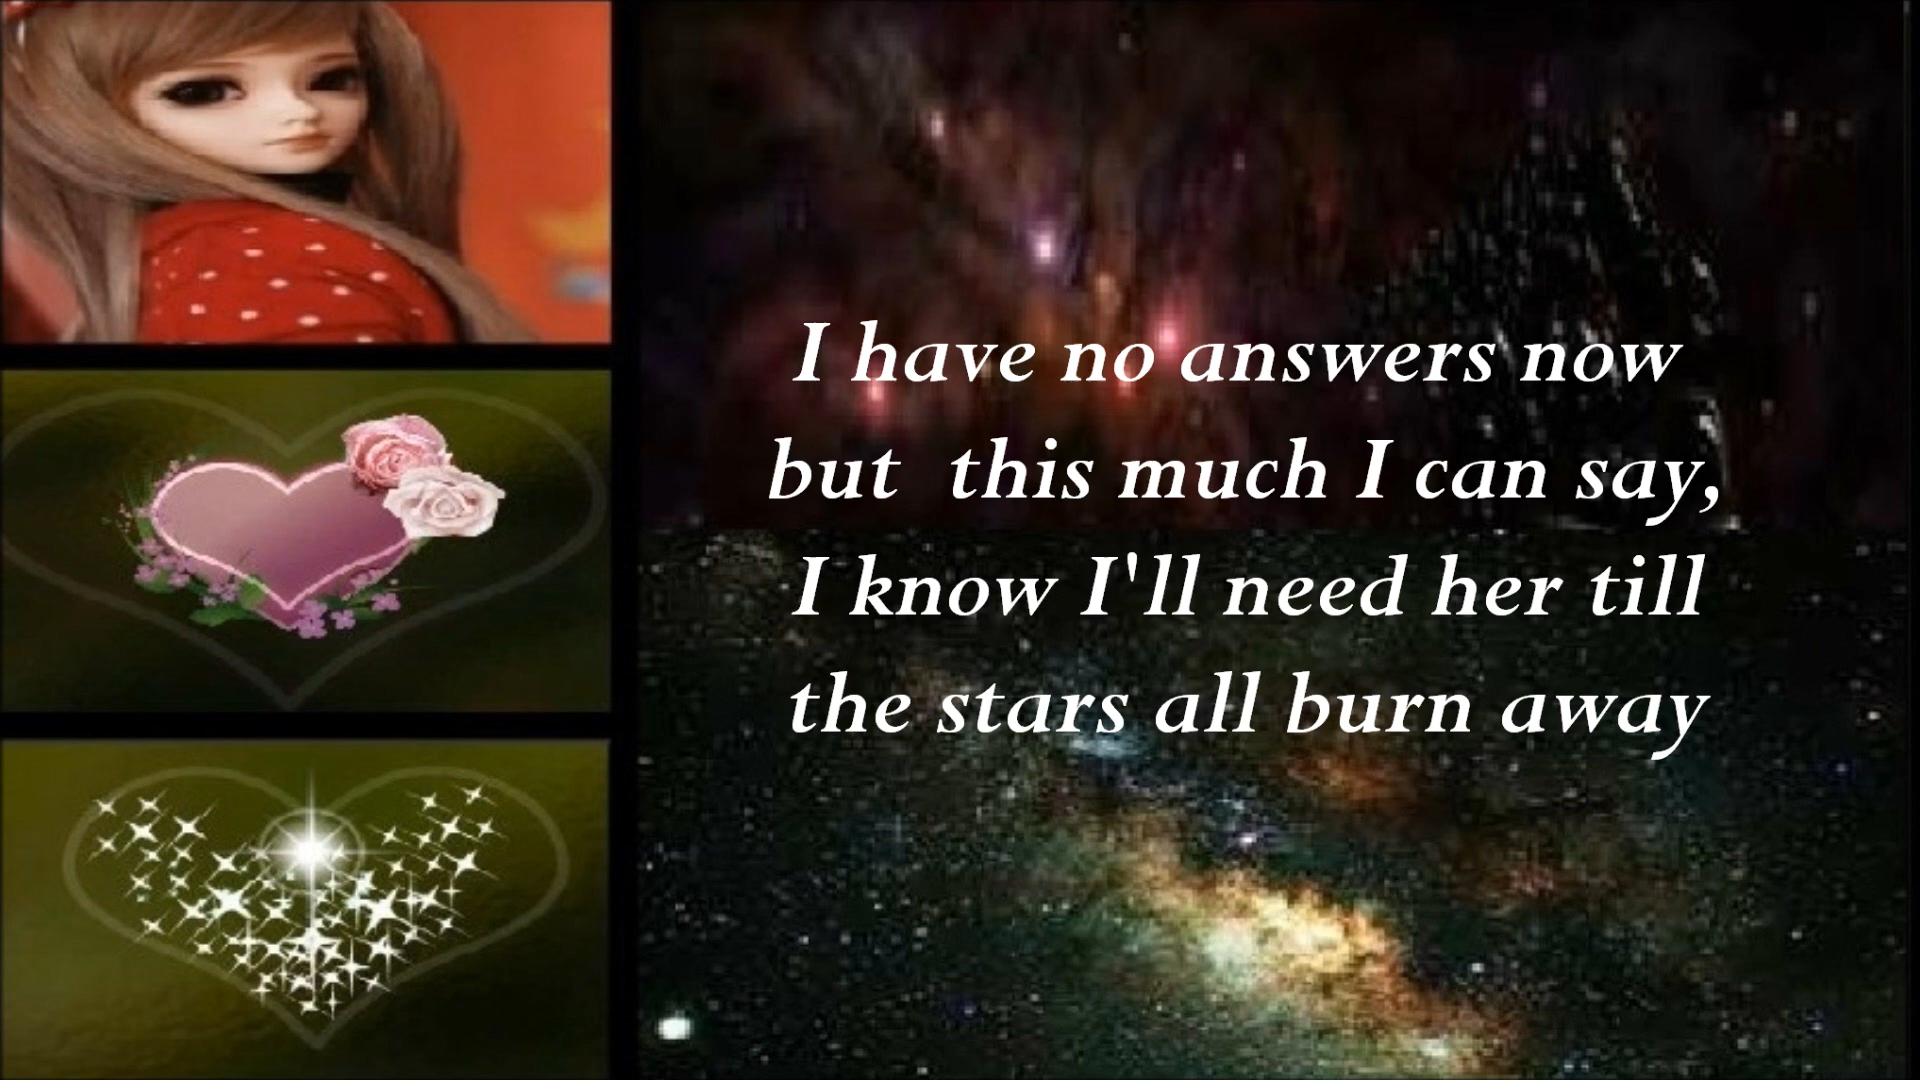 I have no answers now
but  this much I can say,
I know I'll need her till
the stars all burn away